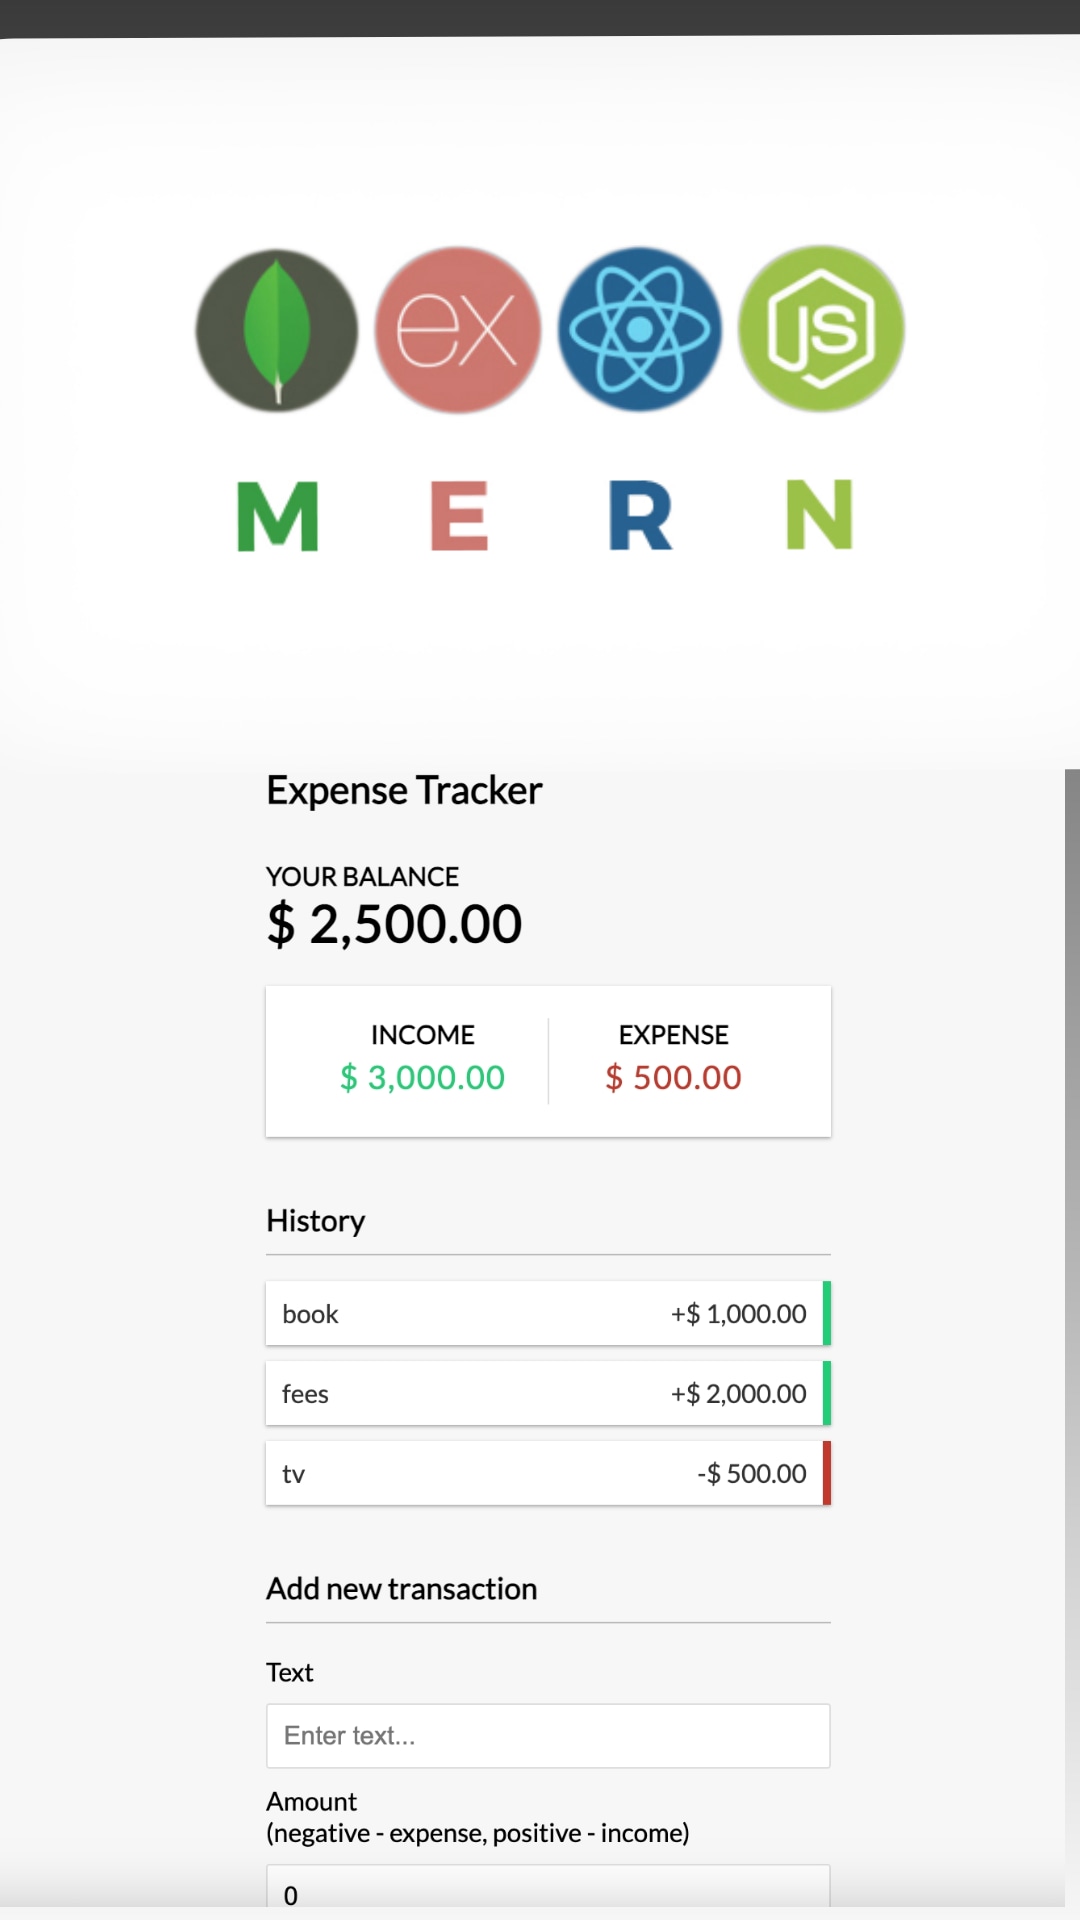 ex
JS
M E R N
Expense Tracker
YOUR BALANCE
$ 2,500.00
INCOME EXPENSE
$ 3,000.00 $ 500.00
History
book +$ 1,000.00
fees +$ 2,000.00
tv -$ 500.00
Add new transaction
Text
Enter text...
Amount
(negative - expense, positive - income)
0